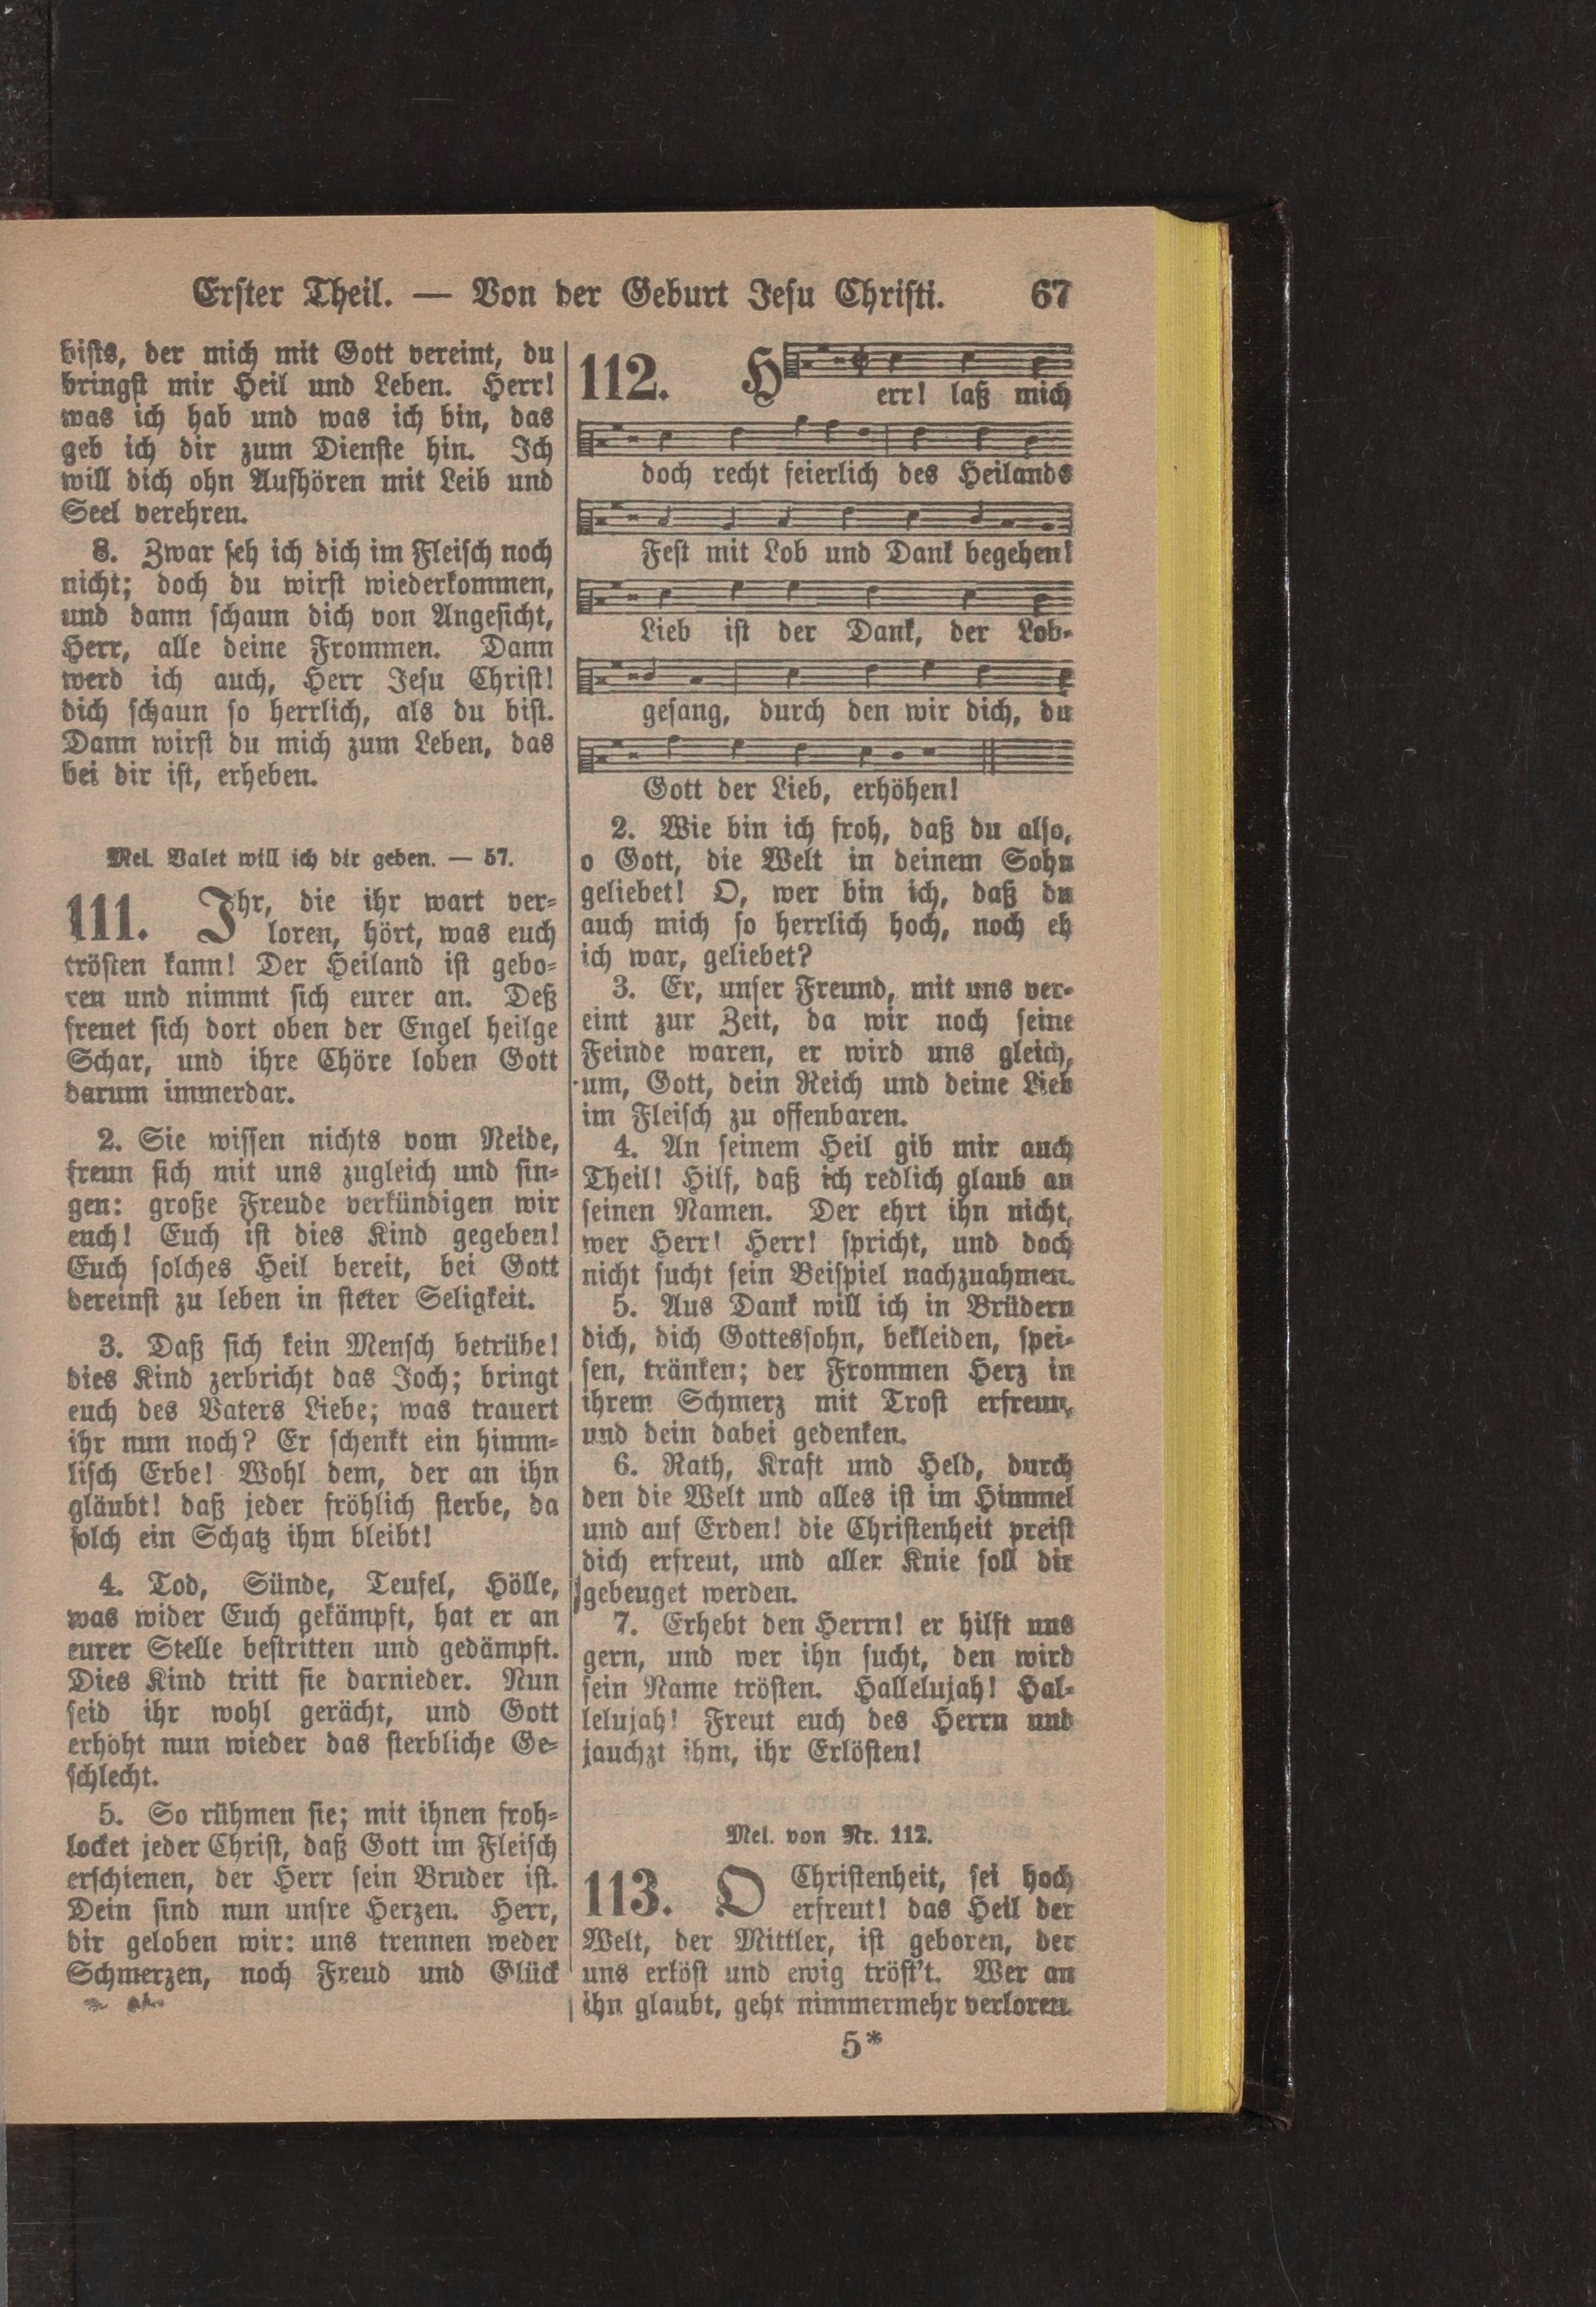 Erster Theil. — Von der Geburt Jesu Christi. 67
bists, der mich mit Gott vereint, du
bringst mir Heil und Leben. Herr!
was ich hab und was ich bin, das
geb ich dir zum Dienste hin. Ich
will dich ohn Aufhören mit Leib und
Seel verehren.
8. Zwar seh ich dich im Fleisch noch
nicht; doch du wirst wiederkommen,
und dann schaun dich von Angesicht,
Herr, alle deine Frommen. Dann
werd ich auch, Herr Jesu Christ!
dich schaun so herrlich, als du bist.
Dann wirst du mich zum Leben, das
bei dir ist, erheben.
Mel. Valet will ich dir geben. — 57.
111. Ihr, die ihr wart ver-
loren, hört, was euch
trösten kann! Der Heiland ist gebo-
ren und nimmt sich eurer an. Deß
freuet sich dort oben der Engel heilge
Schar, und ihre Chöre loben Gott
darum immerdar.
2. Sie wissen nichts vom Neide,
freun sich mit uns zugleich und sin-
gen: große Freude verkündigen wir
euch! Euch ist dies Kind gegeben!
Euch solches Heil bereit, bei Gott
dereinst zu leben in steter Seligkeit.
3. Daß sich kein Mensch betrübe!
dies Kind zerbricht das Joch; bringt
euch des Vaters Liebe; was trauert
ihr nun noch? Er schenkt ein himm-
lisch Erbe! Wohl dem, der an ihn
gläubt! daß jeder fröhlich sterbe, da
solch ein Schatz ihm bleibt!
4. Tod, Sünde, Teufel, Hölle,
was wider Euch gekämpft, hat er an
eurer Stelle bestritten und gedämpft.
Dies Kind tritt sie darnieder. Nun
seid ihr wohl gerächt, und Gott
erhöht nun wieder das sterbliche Ge-
schlecht.
5. So rühmen sie; mit ihnen froh-
locket jeder Christ, daß Gott im Fleisch
erschienen, der Herr sein Bruder ist.
Dein sind nun unsre Herzen. Herr,
dir geloben wir: uns trennen weder
Schmerzen, noch Freud und Glück
112. Herr! laß mich
doch recht feierlich des Heilands
Fest mit Lob und Dank begehen!
Lieb ist der Dank, der Lob-
gesang, durch den wir dich, du
Gott der Lieb, erhöhen!
2. Wie bin ich froh, daß du also,
o Gott, die Welt in deinem Sohn
geliebet! O, wer bin ich, daß du
auch mich so herrlich hoch, noch eh
ich war, geliebet?
3. Er, unser Freund, mit uns ver-
eint zur Zeit, da wir noch seine
Feinde waren, er wird uns gleich,
um, Gott, dein Reich und deine Lieb
im Fleisch zu offenbaren.
4. An seinem Heil gib mir auch
Theil! Hilf, daß ich redlich glaub an
seinen Namen. Der ehrt ihn nicht,
wer Herr! Herr! spricht, und doch
nicht sucht sein Beispiel nachzuahmen.
5. Aus Dank will ich in Brüdern
dich, dich Gottessohn, bekleiden, spei-
sen, tränken; der Frommen Herz in
ihrem Schmerz mit Trost erfreun,
und dein dabei gedenken.
6. Rath, Kraft und Held, durch
den die Welt und alles ist im Himmel
und auf Erden! die Christenheit preist
dich erfreut, und aller Knie soll dir
gebeuget werden.
7. Erhebt den Herrn! er hilft uns
gern, und wer ihn sucht, den wird
sein Name trösten. Hallelujah! Hal-
lelujah! Freut euch des Herrn und
jauchzt ihm, ihr Erlösten!
Mel. von Nr. 112.
113. O Christenheit, sei hoch
erfreut! das Heil der
Welt, der Mittler, ist geboren, der
uns erlöst und ewig tröst't. Wer an
ihn glaubt, geht nimmermehr verloren.
5*